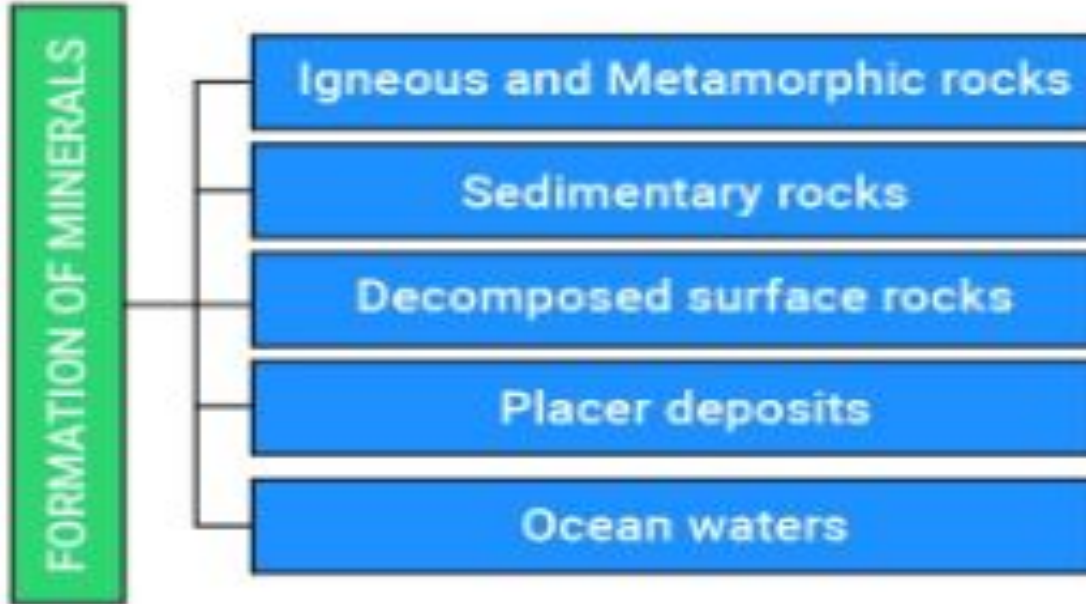 FORMATION OF MINERALS
Igneous and Metamorphic rocks
Sedimentary rocks
Decomposed surface rocks
Placer deposits
Ocean waters